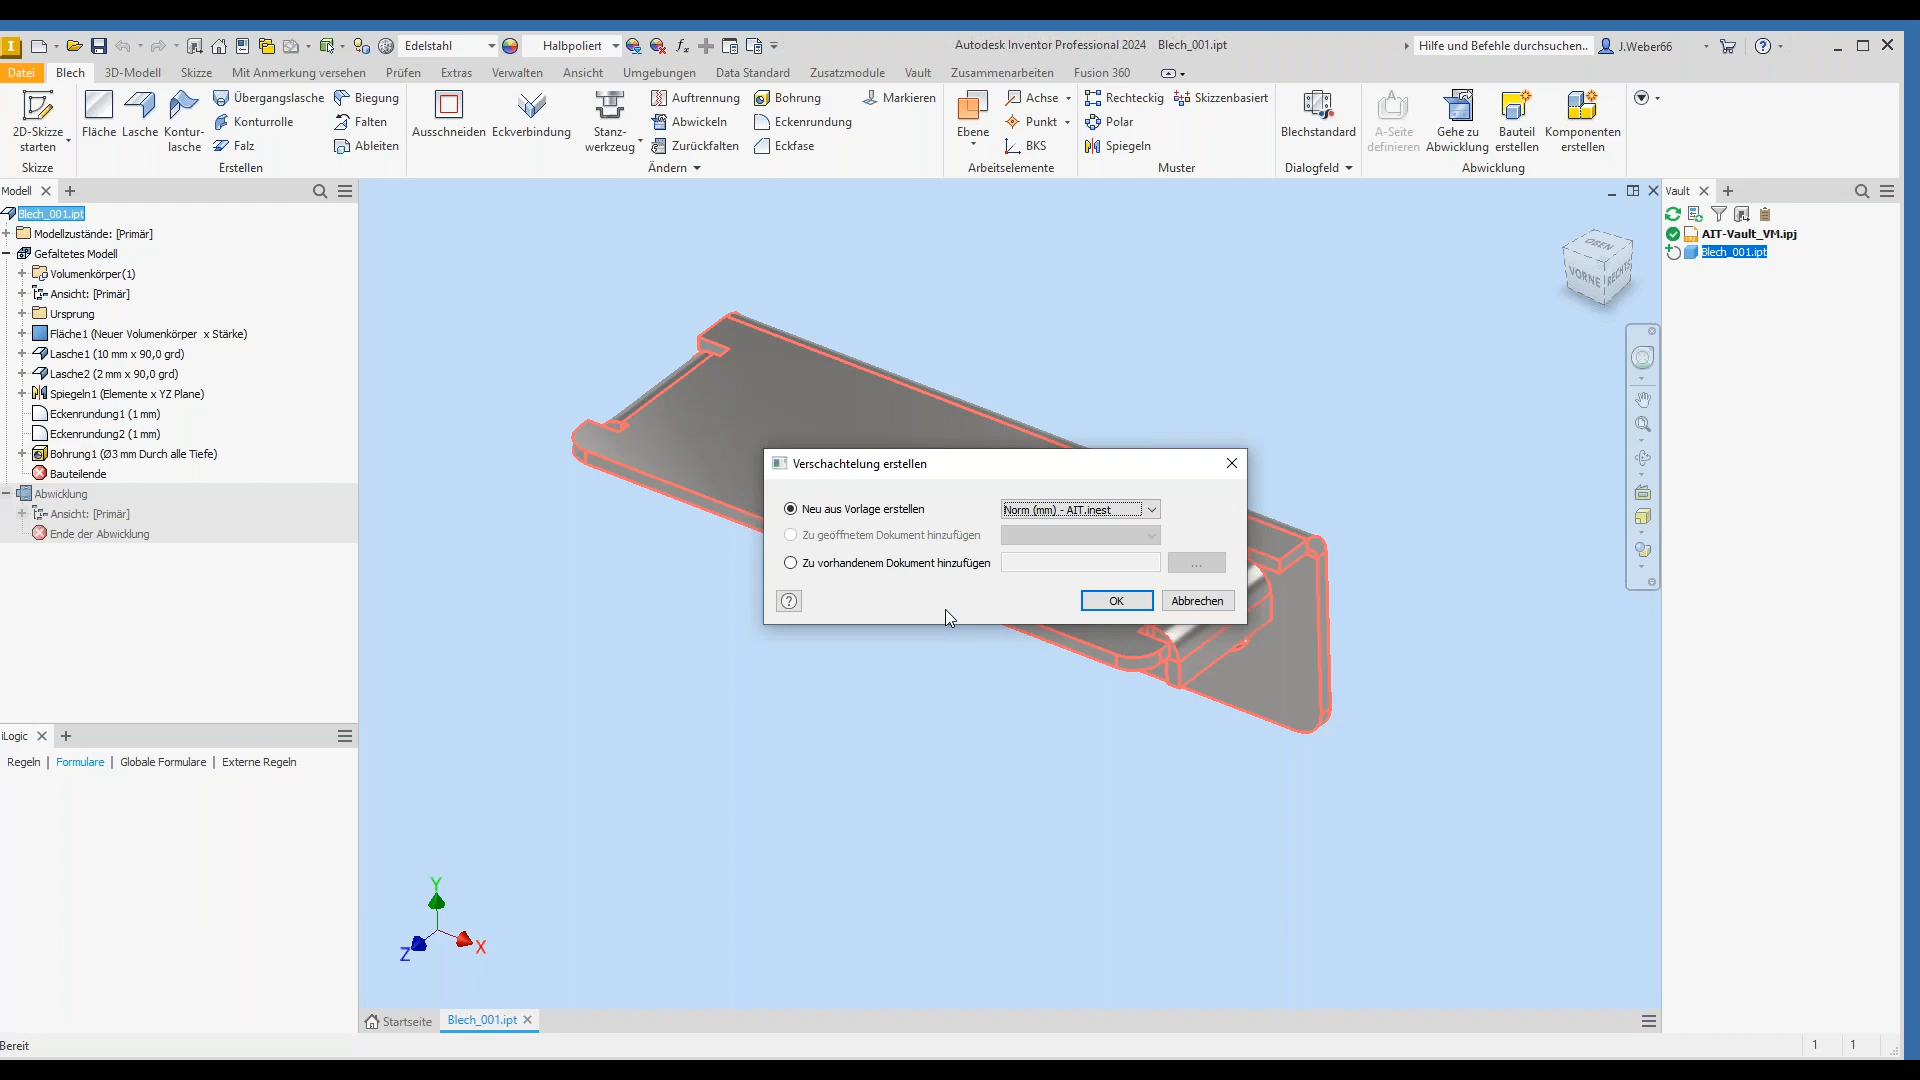 Edelstahl
Halbpoliert
fx
Autodesk Inventor Professional 2024 Blech_001.ipt
Hilfe und Befehle durchsuchen..
J.Weber66
Datei Blech 3D-Modell Skizze Mit Anmerkung versehen Prüfen Extras Verwalten Ansicht Umgebungen Data Standard Zusatzmodule Vault Zusammenarbeiten Fusion 360
2D-Skizze starten
Skizze
Fläche
Lasche
Kontur-lasche
Übergangslasche
Konturrolle
Falz
Biegung
Falten
Ableiten
Erstellen
Ausschneiden
Eckverbindung
Stanz-werkzeug
Auftrennung
Abwickeln
Zurückfalten
Bohrung
Eckenrundung
Eckfase
Markieren
Ändern
Ebene
Achse
Punkt
BKS
Arbeitselemente
Rechteckig
Polar
Spiegeln
Skizzenbasiert
Muster
Blechstandard
Dialogfeld
A-Seite definieren
Gehe zu Abwicklung
Bauteil erstellen
Komponenten erstellen
Abwicklung
Modell
Blech_001.ipt
Modellzustände: [Primär]
Gefaltetes Modell
Volumenkörper(1)
Ansicht: [Primär]
Ursprung
Fläche1 (Neuer Volumenkörper x Stärke)
Lasche1 (10 mm x 90,0 grd)
Lasche2 (2 mm x 90,0 grd)
Spiegeln1 (Elemente x YZ Plane)
Eckenrundung1 (1 mm)
Eckenrundung2 (1 mm)
Bohrung1 (Ø3 mm Durch alle Tiefe)
Bauteilende
Abwicklung
Ansicht: [Primär]
Ende der Abwicklung
iLogic
Regeln | Formulare | Globale Formulare | Externe Regeln
OBEN
VORNE
RECHTS
Verschachtelung erstellen
Neu aus Vorlage erstellen
Norm (mm) - AIT.inest
Zu geöffnetem Dokument hinzufügen
Zu vorhandenem Dokument hinzufügen
...
OK
Abbrechen
Y
Z
X
Vault
AIT-Vault_VM.ipj
Blech_001.ipt
Startseite
Blech_001.ipt
Bereit
1 1